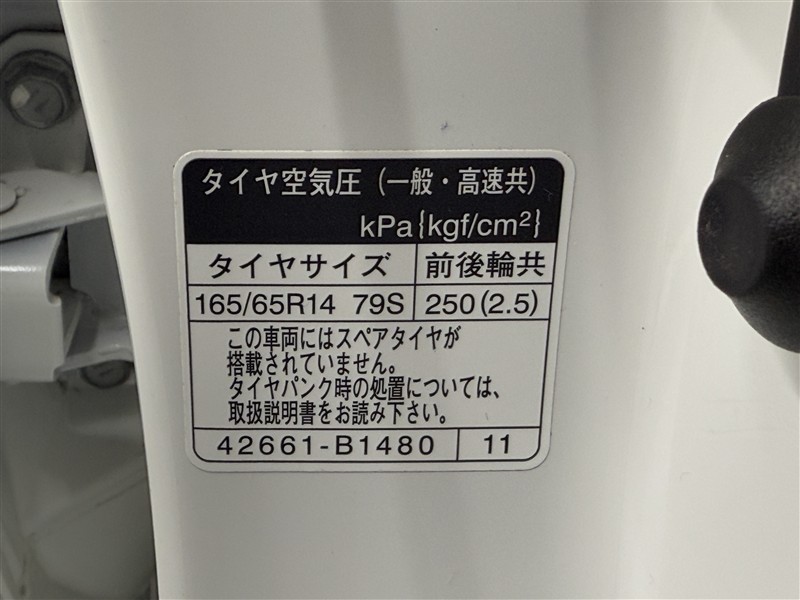 タイヤ空気圧（一般・高速共）
kPa{kgf/cm²}
タイヤサイズ 前後輪共
165/65R14 79S 250(2.5)
この車両にはスペアタイヤが
搭載されていません。
タイヤパンク時の処置については、
取扱説明書をお読み下さい。
42661-B1480 11